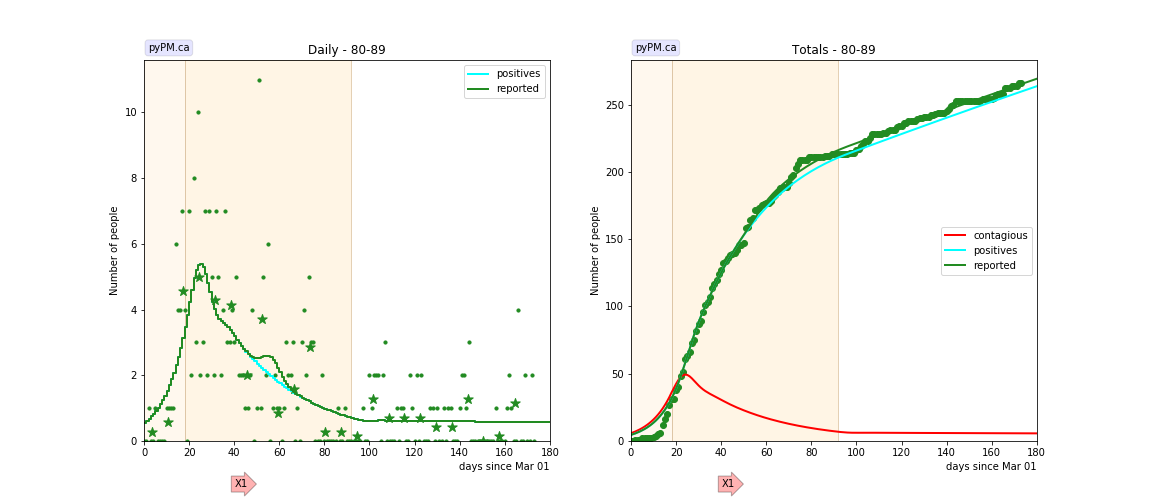 pyPM.ca
Daily - 80-89
positives
reported
Number of people
10
8
6
4
2
0
0 20 40 60 80 100 120 140 160 180
days since Mar 01
X1
pyPM.ca
Totals - 80-89
contagious
positives
reported
Number of people
250
200
150
100
50
0
0 20 40 60 80 100 120 140 160 180
days since Mar 01
X1